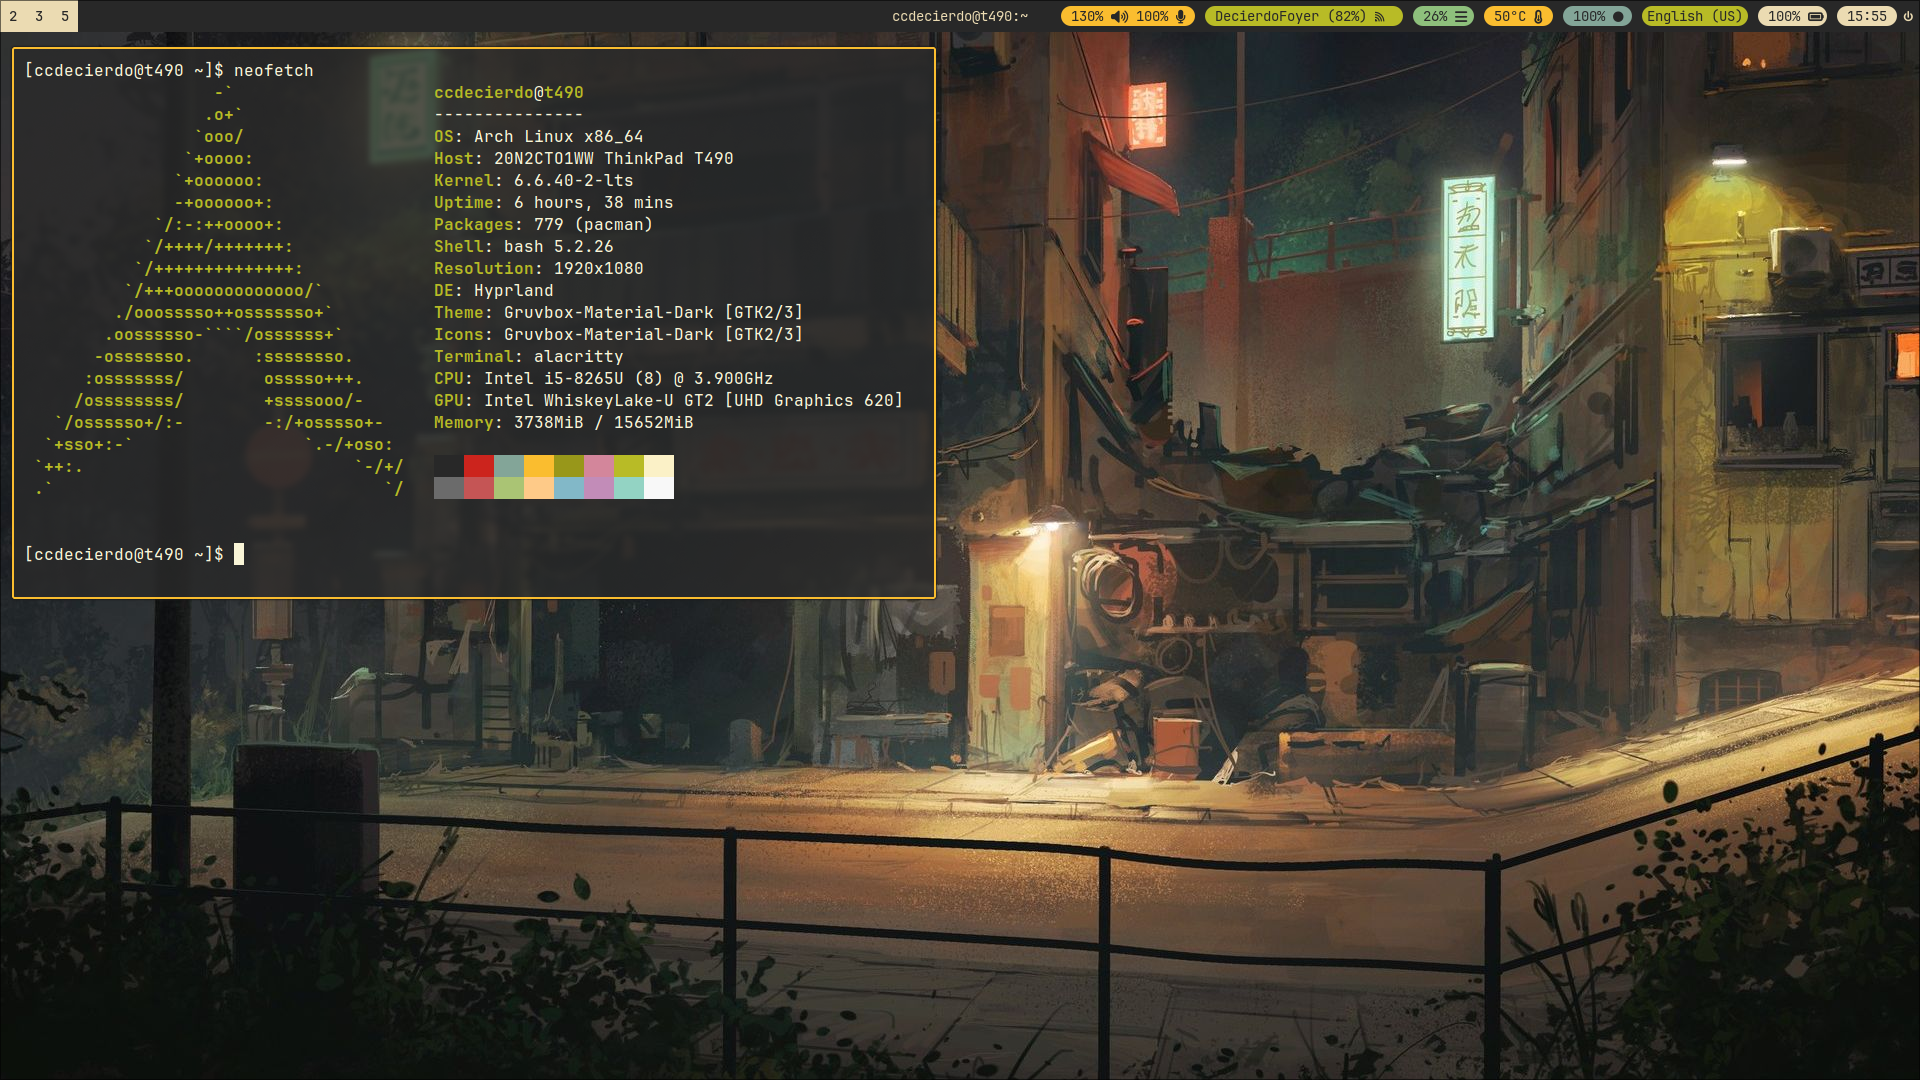 2 3 5
ccdecierdo@t490:~
130% 100%
DecierdoFoyer (82%)
26%
50°C
100%
English (US)
100%
15:55
[ccdecierdo@t490 ~]$ neofetch
-`
.o+`
`ooo/
`+oooo:
`+oooooo:
-+oooooo+:
`/:-:++oooo+:
`/++++/+++++++:
`/++++++++++++++:
`/+++ooooooooooooo/`
./ooosssso++osssssso+`
.oossssso-````/ossssss+`
-osssssso. :ssssssso.
:osssssss/ osssso+++.
/ossssssss/ +ssssooo/-
`/ossssso+/:- -:/+osssso+-
`+sso+:-` `.-/+oso:
`++:. `-/+/
.` `/
ccdecierdo@t490
---------------
OS: Arch Linux x86_64
Host: 20N2CTO1WW ThinkPad T490
Kernel: 6.6.40-2-lts
Uptime: 6 hours, 38 mins
Packages: 779 (pacman)
Shell: bash 5.2.26
Resolution: 1920x1080
DE: Hyprland
Theme: Gruvbox-Material-Dark [GTK2/3]
Icons: Gruvbox-Material-Dark [GTK2/3]
Terminal: alacritty
CPU: Intel i5-8265U (8) @ 3.900GHz
GPU: Intel WhiskeyLake-U GT2 [UHD Graphics 620]
Memory: 3738MiB / 15652MiB
[ccdecierdo@t490 ~]$